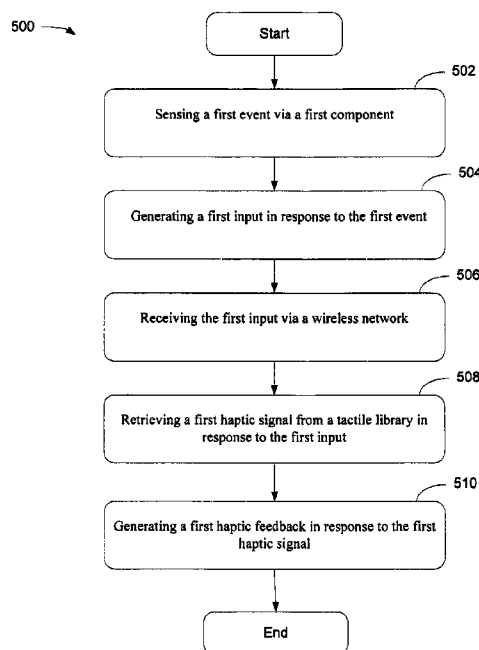 500
Start
502
Sensing a first event via a first component
504
Generating a first input in response to the first event
506
Receiving the first input via a wireless network
508
Retrieving a first haptic signal from a tactile library in
response to the first input
510
Generating a first haptic feedback in response to the first
haptic signal
End